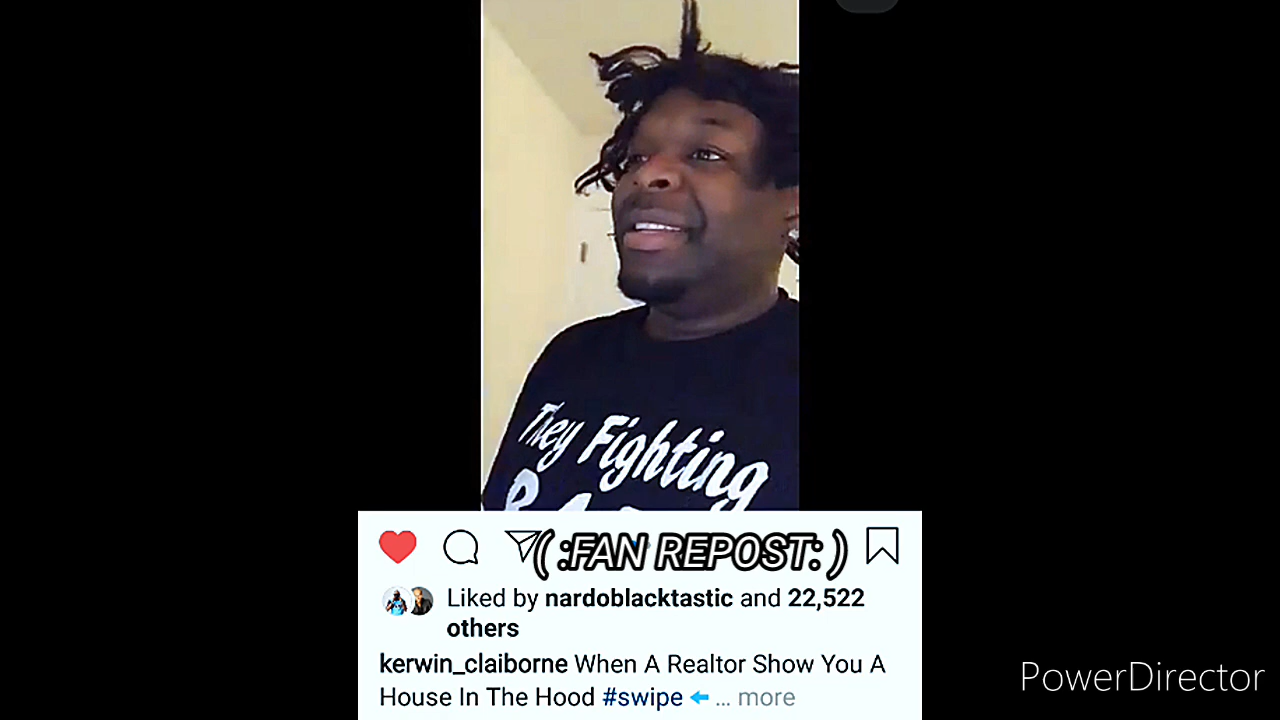 They Fighting
(:FAN REPOST:)
Liked by nardoblacktastic and 22,522
others
kerwin_claiborne When A Realtor Show You A
House In The Hood #swipe ... more
PowerDirector